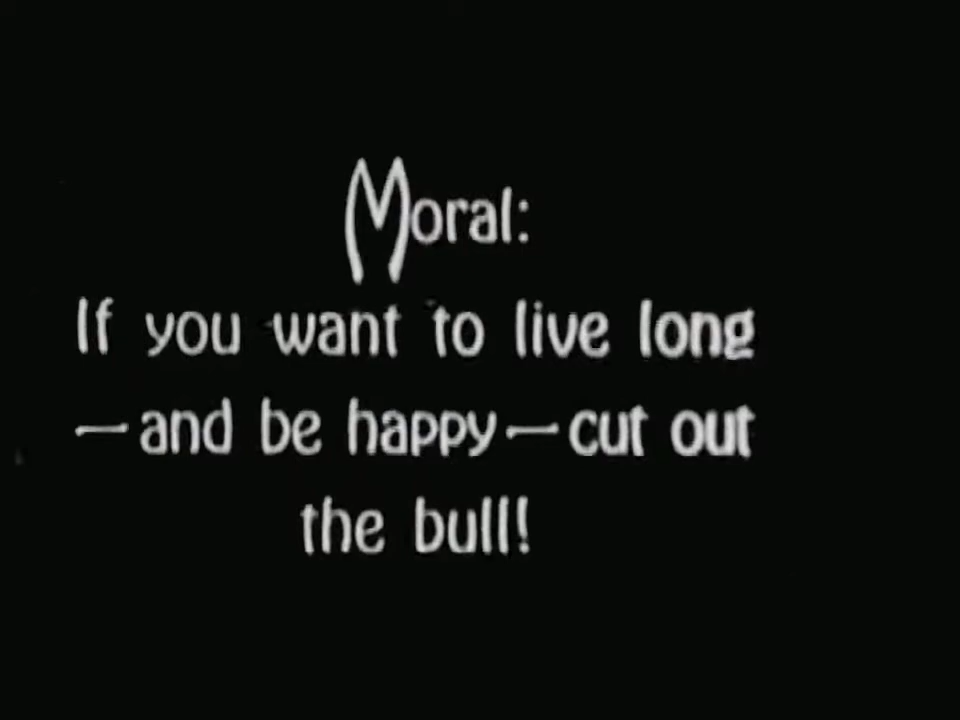 Moral:
If you want to live long
—and be happy—cut out
the bull!